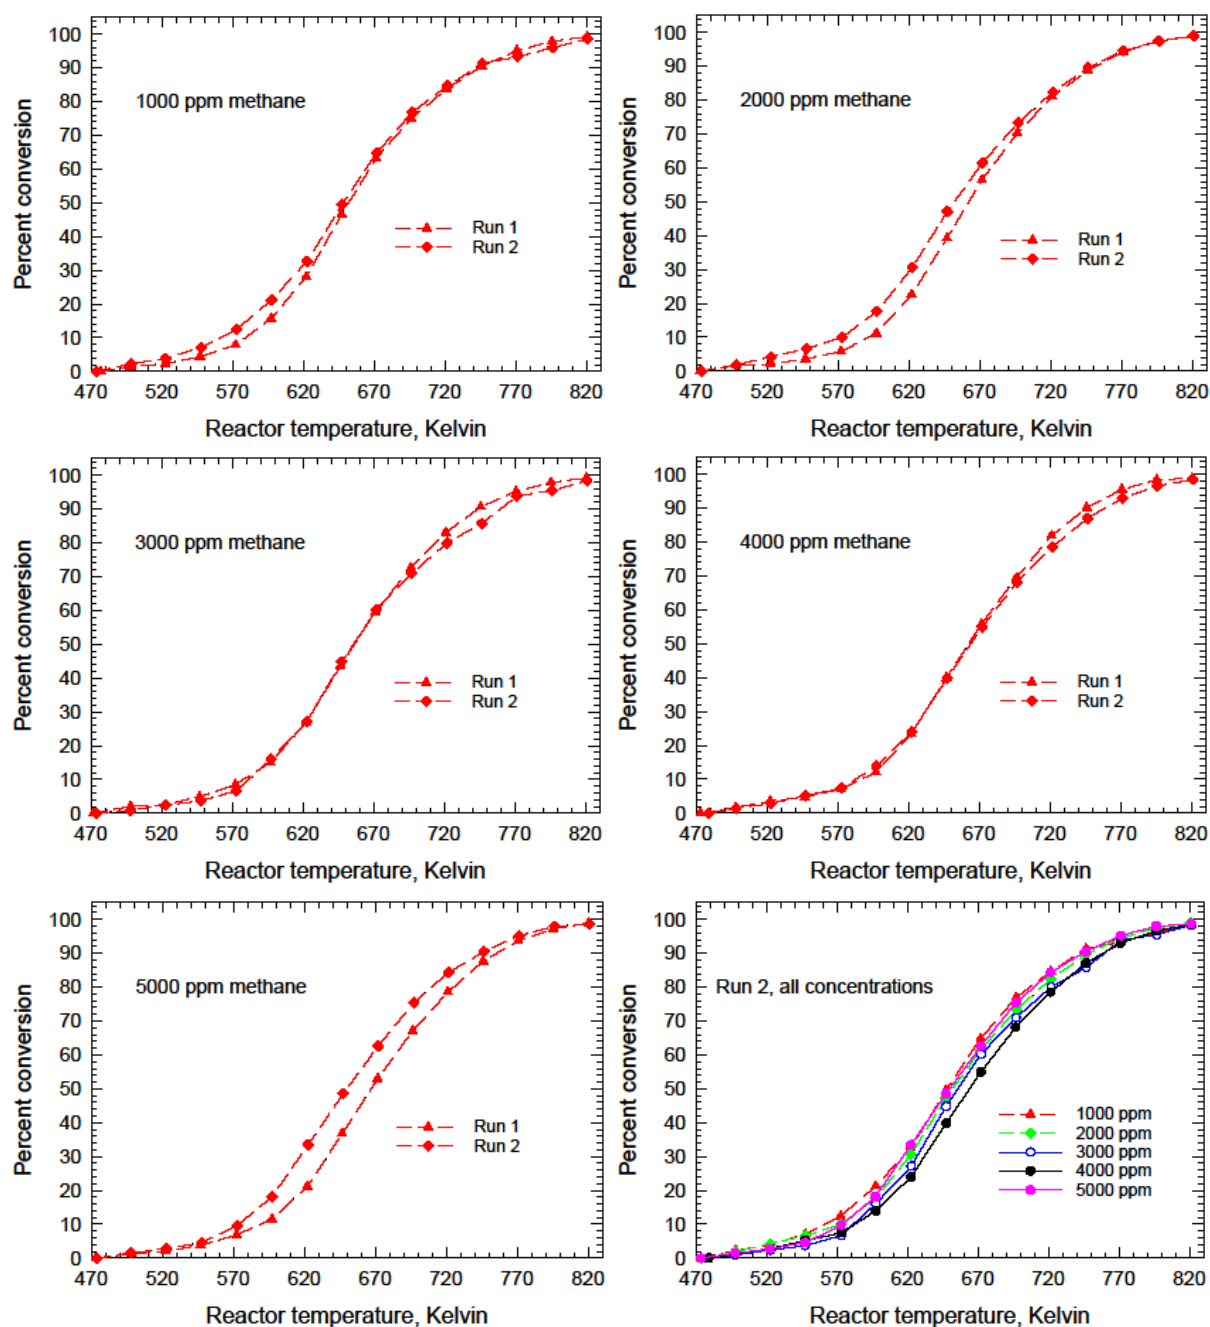 100
90
80
70
60
50
40
30
20
10
0
Percent conversion
1000 ppm methane
Run 1
Run 2
470 520 570 620 670 720 770 820
Reactor temperature, Kelvin
100
90
80
70
60
50
40
30
20
10
0
Percent conversion
2000 ppm methane
Run 1
Run 2
470 520 570 620 670 720 770 820
Reactor temperature, Kelvin
100
90
80
70
60
50
40
30
20
10
0
Percent conversion
3000 ppm methane
Run 1
Run 2
470 520 570 620 670 720 770 820
Reactor temperature, Kelvin
100
90
80
70
60
50
40
30
20
10
0
Percent conversion
4000 ppm methane
Run 1
Run 2
470 520 570 620 670 720 770 820
Reactor temperature, Kelvin
100
90
80
70
60
50
40
30
20
10
0
Percent conversion
5000 ppm methane
Run 1
Run 2
470 520 570 620 670 720 770 820
Reactor temperature, Kelvin
100
90
80
70
60
50
40
30
20
10
0
Percent conversion
Run 2, all concentrations
1000 ppm
2000 ppm
3000 ppm
4000 ppm
5000 ppm
470 520 570 620 670 720 770 820
Reactor temperature, Kelvin